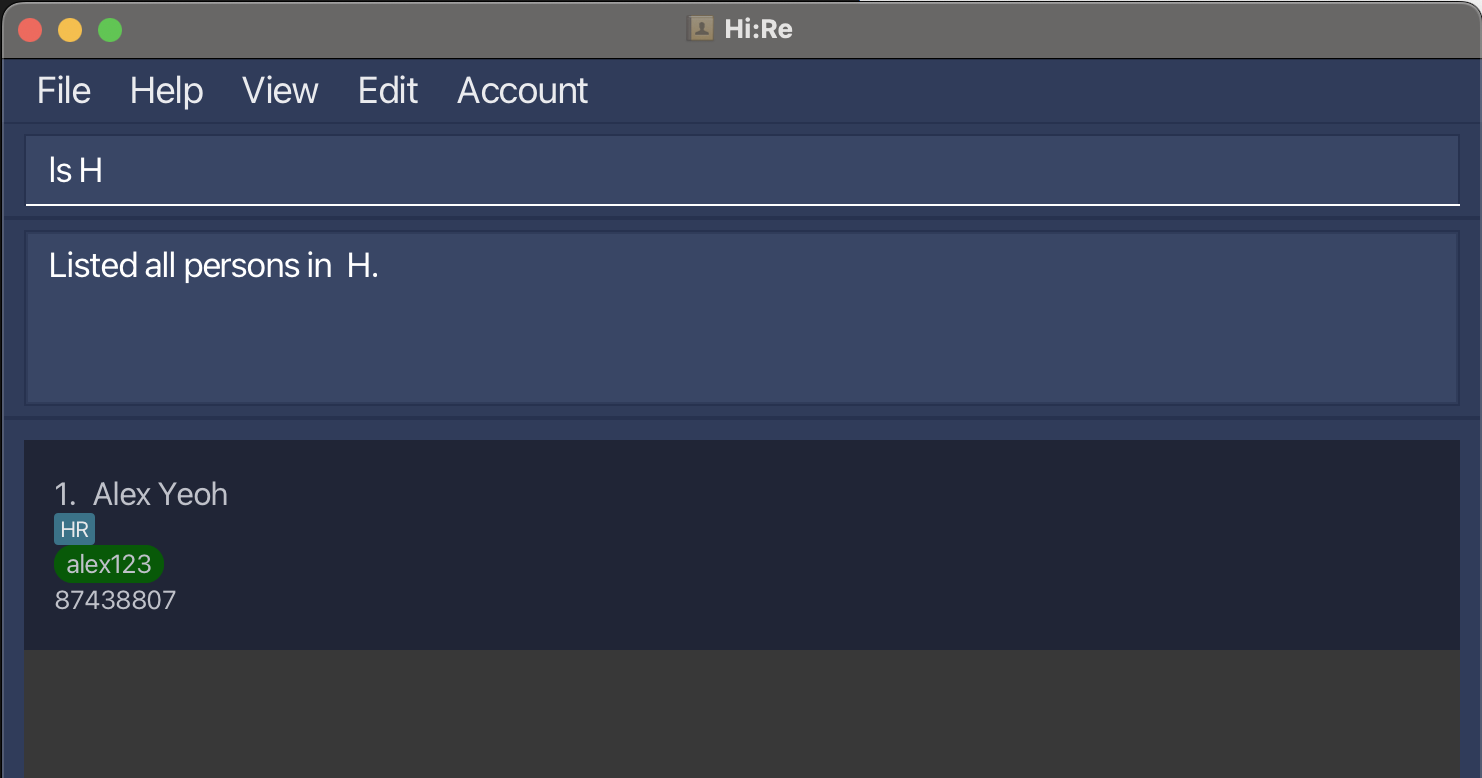 Hi:Re
File Help View Edit Account
ls H
Listed all persons in  H.
1. Alex Yeoh
HR
alex123
87438807